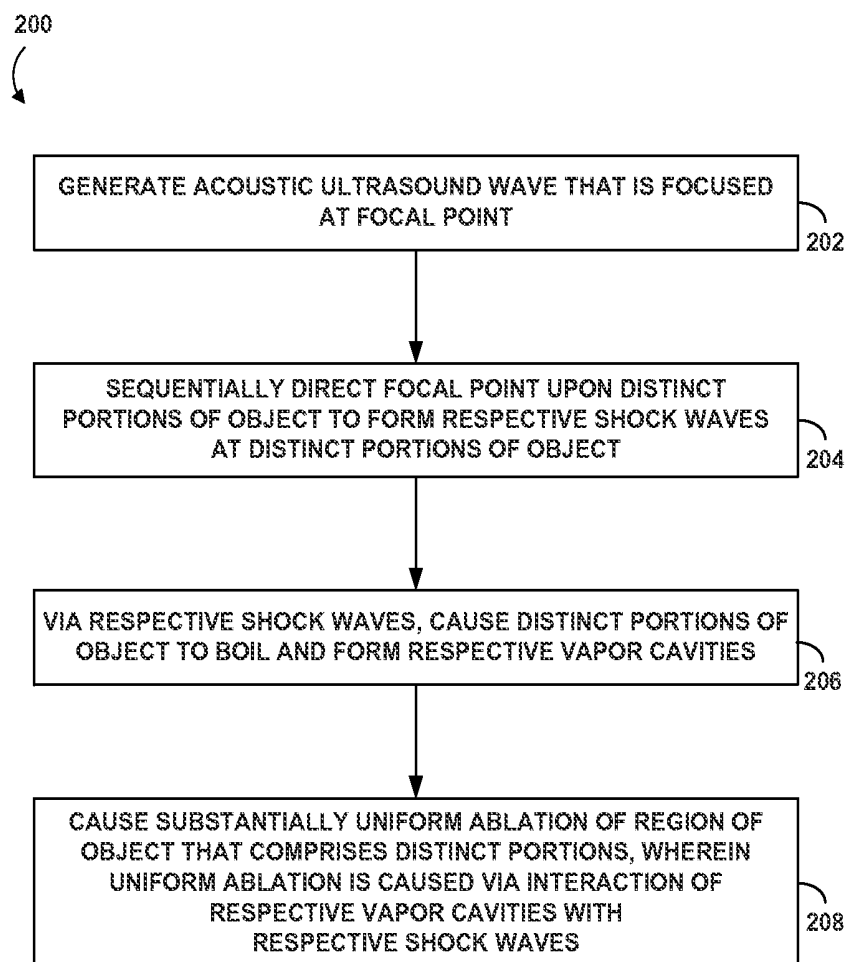 200
GENERATE ACOUSTIC ULTRASOUND WAVE THAT IS FOCUSED
AT FOCAL POINT
202
SEQUENTIALLY DIRECT FOCAL POINT UPON DISTINCT
PORTIONS OF OBJECT TO FORM RESPECTIVE SHOCK WAVES
AT DISTINCT PORTIONS OF OBJECT
204
VIA RESPECTIVE SHOCK WAVES, CAUSE DISTINCT PORTIONS OF
OBJECT TO BOIL AND FORM RESPECTIVE VAPOR CAVITIES
206
CAUSE SUBSTANTIALLY UNIFORM ABLATION OF REGION OF
OBJECT THAT COMPRISES DISTINCT PORTIONS, WHEREIN
UNIFORM ABLATION IS CAUSED VIA INTERACTION OF
RESPECTIVE VAPOR CAVITIES WITH
RESPECTIVE SHOCK WAVES
208